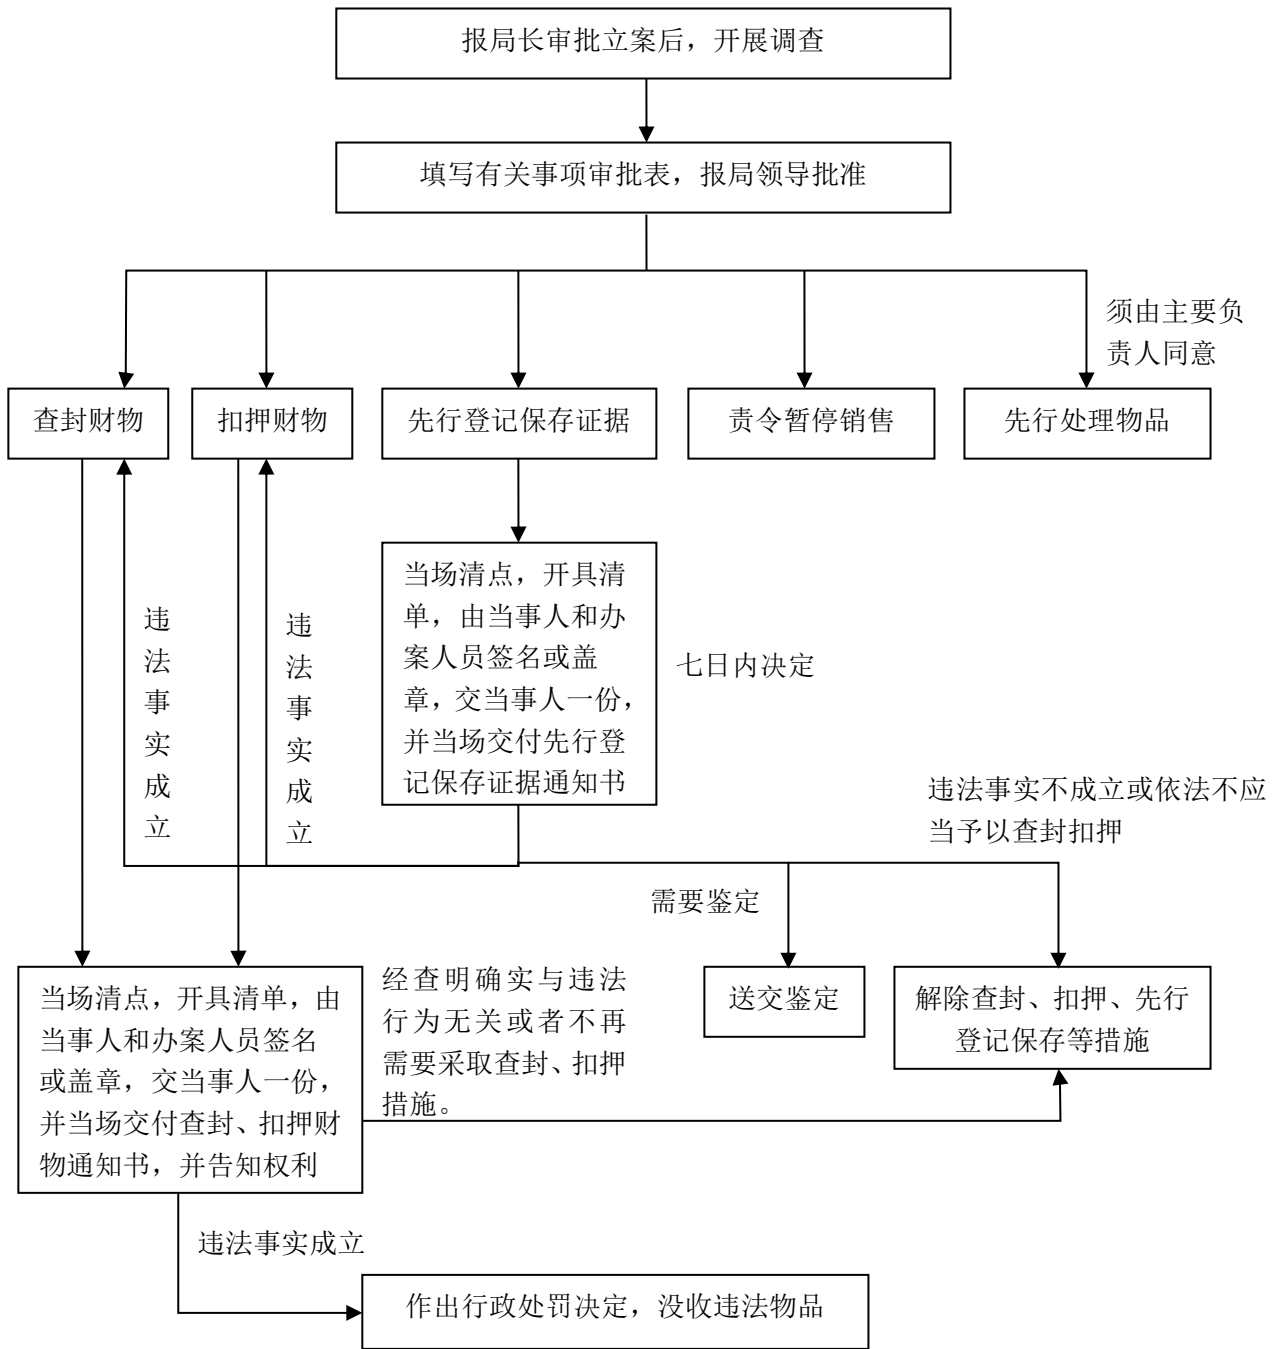 报局长审批立案后，开展调查
填写有关事项审批表，报局领导批准
须由主要负
责人同意
查封财物
扣押财物
先行登记保存证据
责令暂停销售
先行处理物品
当场清点，开具清
单，由当事人和办
案人员签名或盖
章，交当事人一份，
并当场交付先行登
记保存证据通知书
违
法
事
实
成
立
违
法
事
实
成
立
七日内决定
违法事实不成立或依法不应
当予以查封扣押
需要鉴定
当场清点，开具清单，由
当事人和办案人员签名
或盖章，交当事人一份，
并当场交付查封、扣押财
物通知书，并告知权利
经查明确实与违法
行为无关或者不再
需要采取查封、扣押
措施。
送交鉴定
解除查封、扣押、先行
登记保存等措施
违法事实成立
作出行政处罚决定，没收违法物品